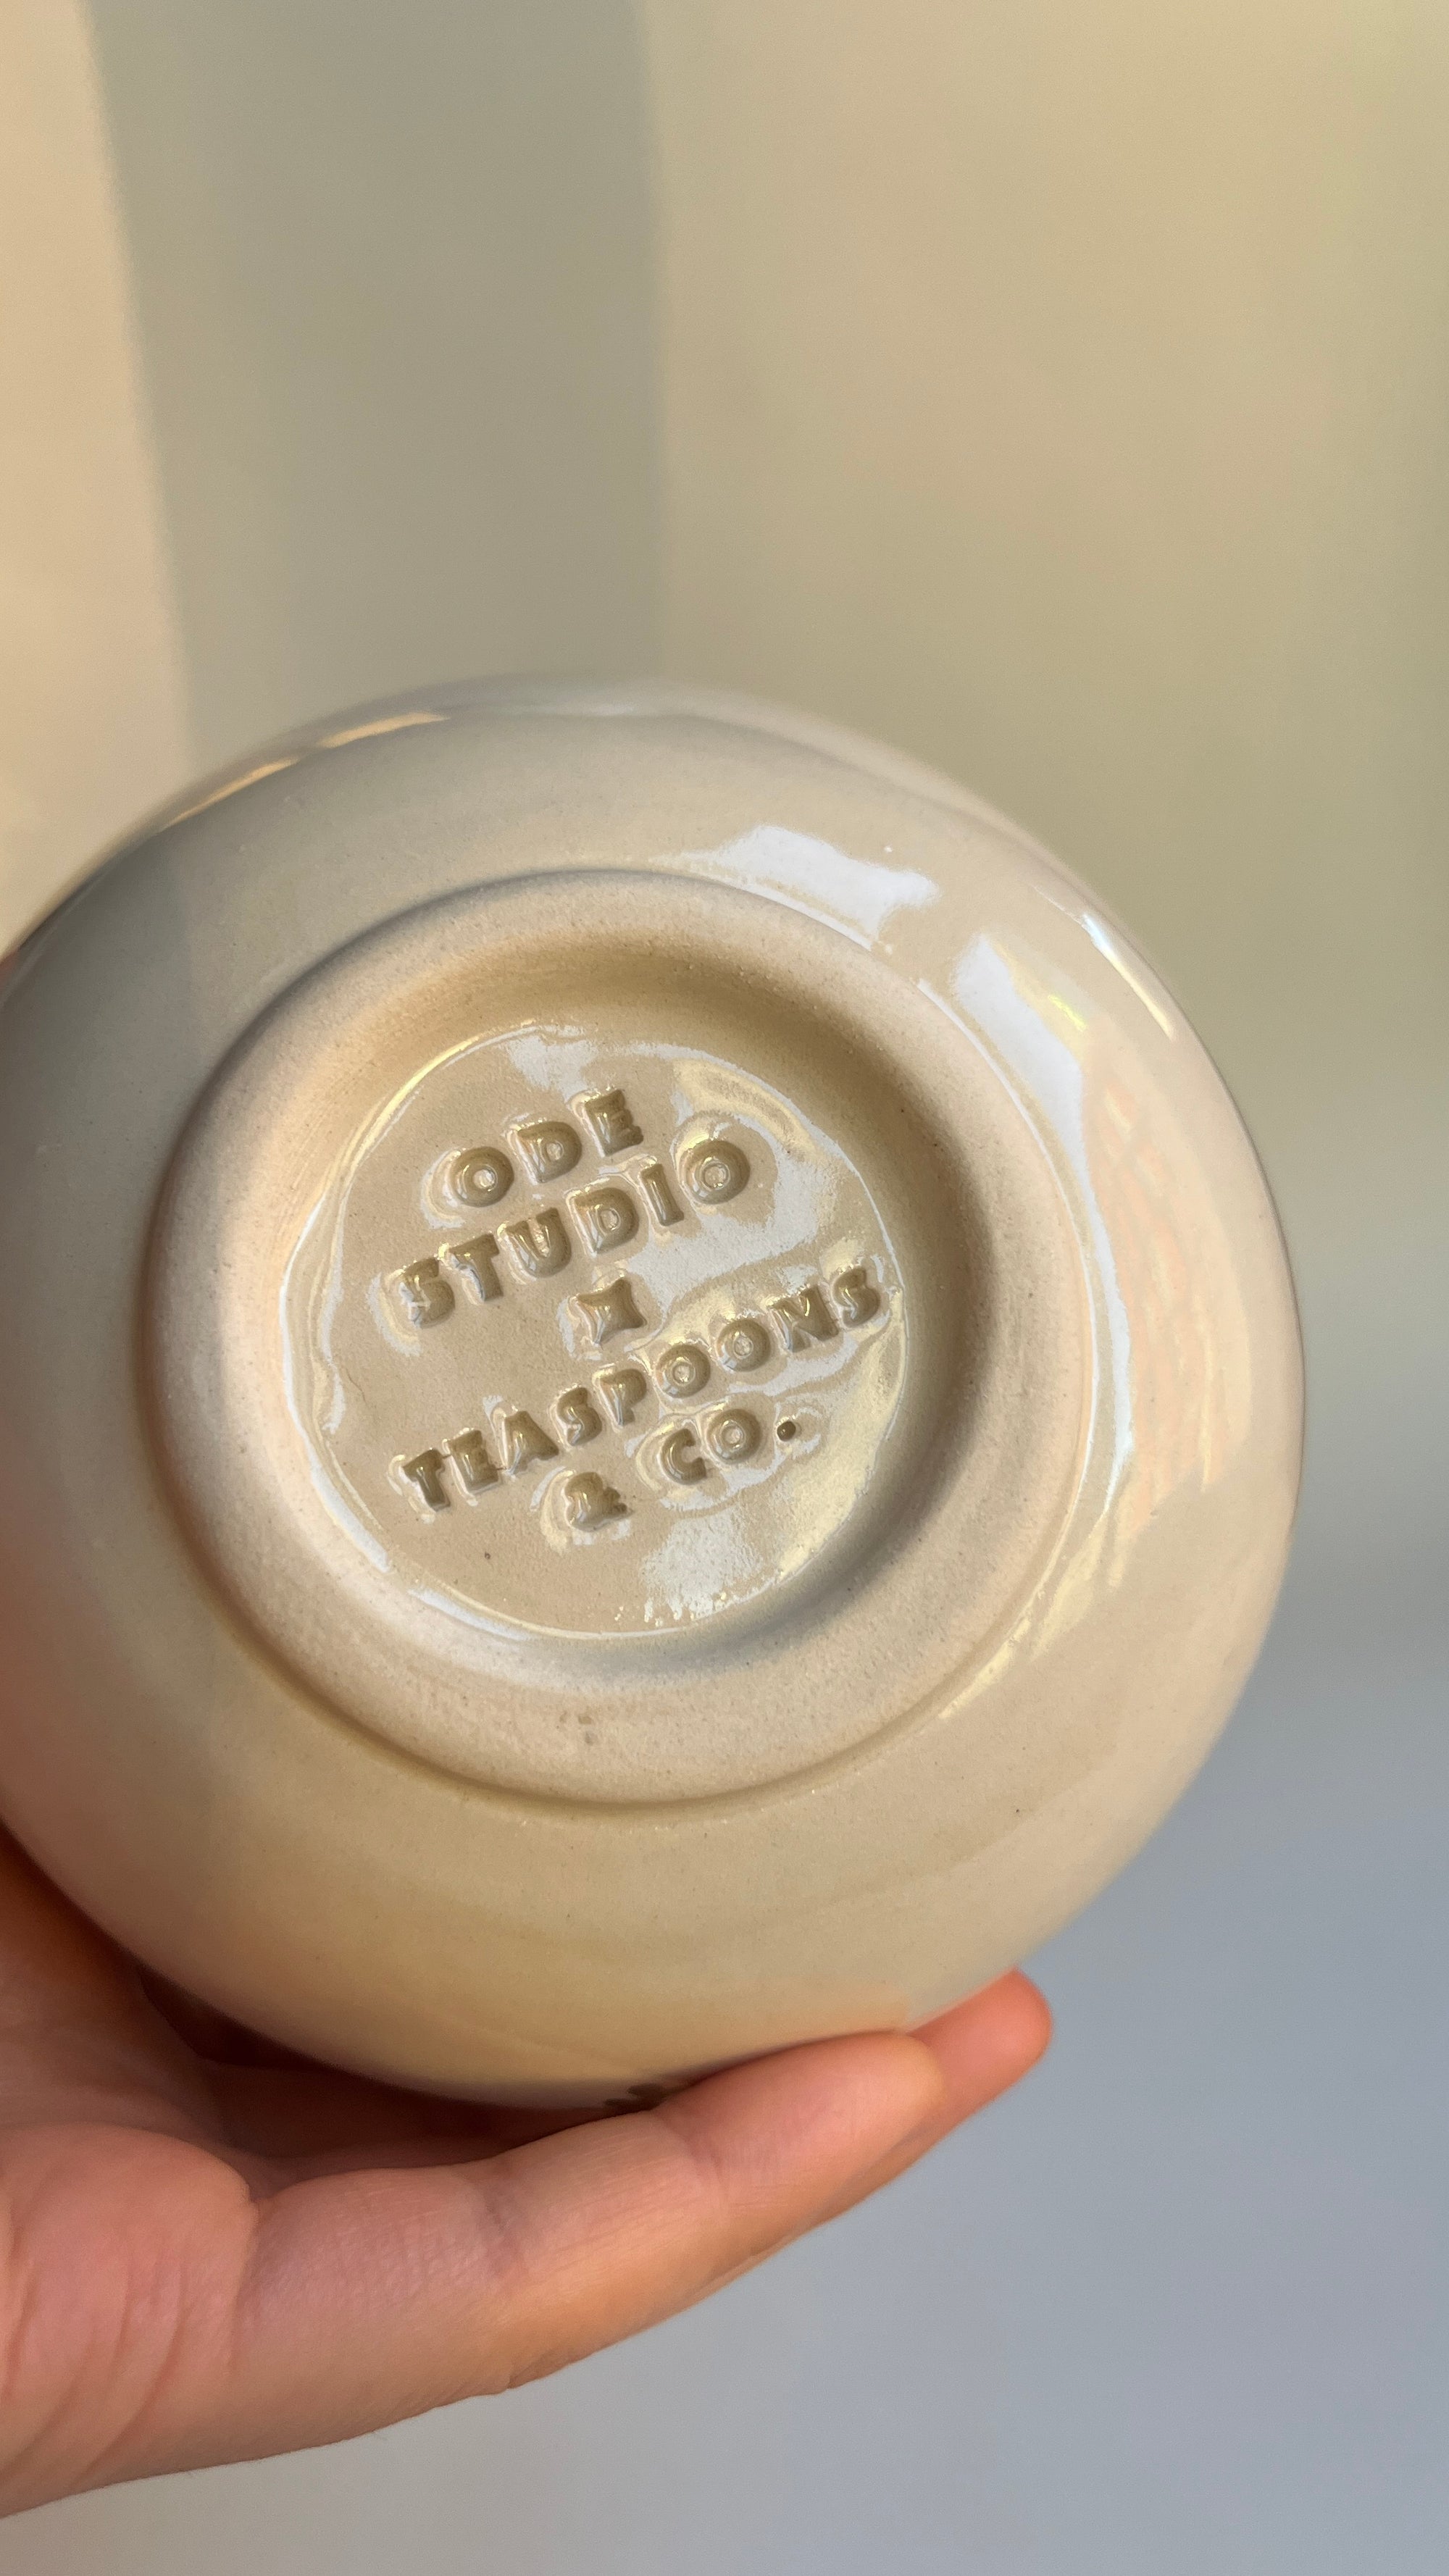 ODE
STUDIO
X
TEASPOONS
& CO.